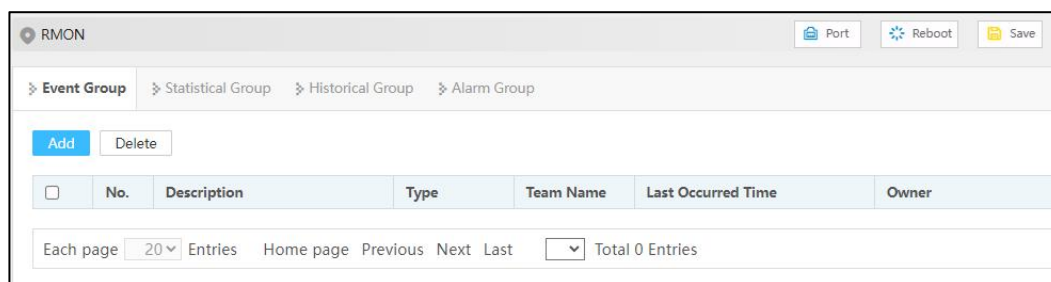 RMON Port Reboot Save
Event Group Statistical Group Historical Group Alarm Group
Add Delete
No. Description Type Team Name Last Occurred Time Owner
Each page 20 Entries Home page Previous Next Last Total 0 Entries